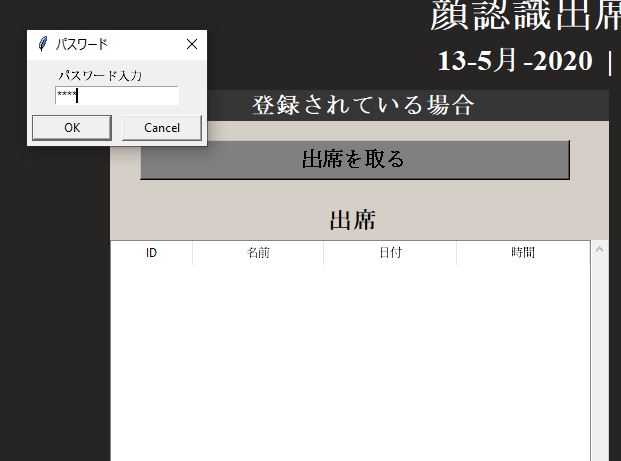 顔認識出席
13-5月-2020 |
パスワード
パスワード入力
****
OK Cancel
登録されている場合
出席を取る
出席
ID 名前 日付 時間